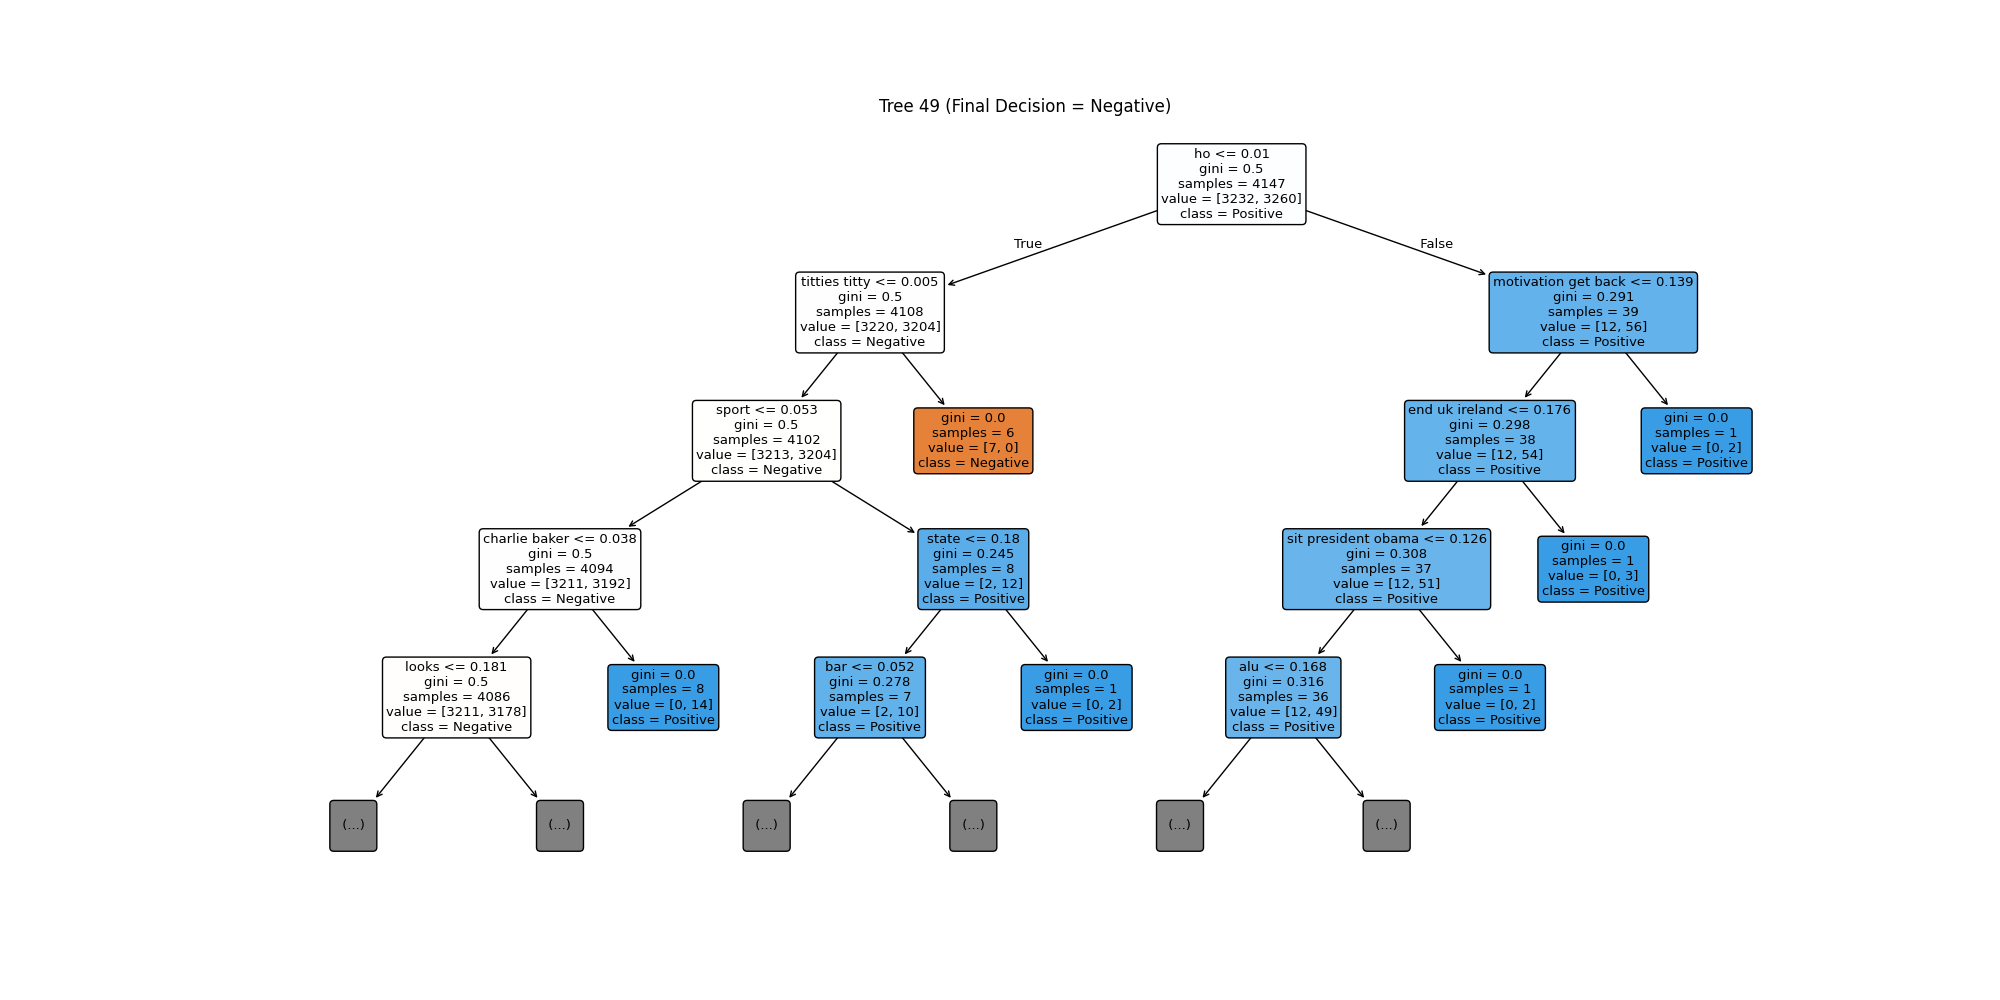 Tree 49 (Final Decision = Negative)
ho <= 0.01
gini = 0.5
samples = 4147
value = [3232, 3260]
class = Positive
True
False
titties titty <= 0.005
gini = 0.5
samples = 4108
value = [3220, 3204]
class = Negative
motivation get back <= 0.139
gini = 0.291
samples = 39
value = [12, 56]
class = Positive
sport <= 0.053
gini = 0.5
samples = 4102
value = [3213, 3204]
class = Negative
gini = 0.0
samples = 6
value = [7, 0]
class = Negative
end uk ireland <= 0.176
gini = 0.298
samples = 38
value = [12, 54]
class = Positive
gini = 0.0
samples = 1
value = [0, 2]
class = Positive
charlie baker <= 0.038
gini = 0.5
samples = 4094
value = [3211, 3192]
class = Negative
state <= 0.18
gini = 0.245
samples = 8
value = [2, 12]
class = Positive
sit president obama <= 0.126
gini = 0.308
samples = 37
value = [12, 51]
class = Positive
gini = 0.0
samples = 1
value = [0, 3]
class = Positive
looks <= 0.181
gini = 0.5
samples = 4086
value = [3211, 3178]
class = Negative
gini = 0.0
samples = 8
value = [0, 14]
class = Positive
bar <= 0.052
gini = 0.278
samples = 7
value = [2, 10]
class = Positive
gini = 0.0
samples = 1
value = [0, 2]
class = Positive
alu <= 0.168
gini = 0.316
samples = 36
value = [12, 49]
class = Positive
gini = 0.0
samples = 1
value = [0, 2]
class = Positive
(...)
(...)
(...)
(...)
(...)
(...)